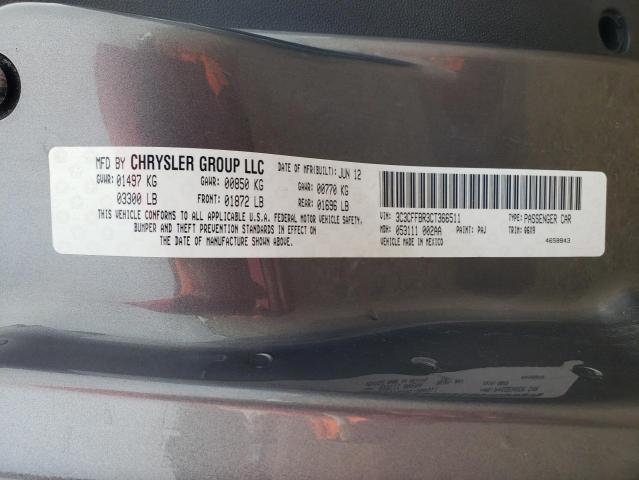 MFD BY CHRYSLER GROUP LLC DATE OF MFR(BUILT): JUN 12
GVWR: 01497 KG GAWR: 00850 KG GAWR: 00770 KG
03300 LB FRONT: 01872 LB REAR: 01696 LB
THIS VEHICLE CONFORMS TO ALL APPLICABLE U.S.A. FEDERAL MOTOR VEHICLE SAFETY,
BUMPER AND THEFT PREVENTION STANDARDS IN EFFECT ON
THE DATE OF MANUFACTURE SHOWN ABOVE.
VIN: 3C3CFFBR3CT366511 TYPE: PASSENGER CAR
MDH: 053111 002AA PAINT: PAJ TRIM: 06X9
VEHICLE MADE IN MEXICO 4658843